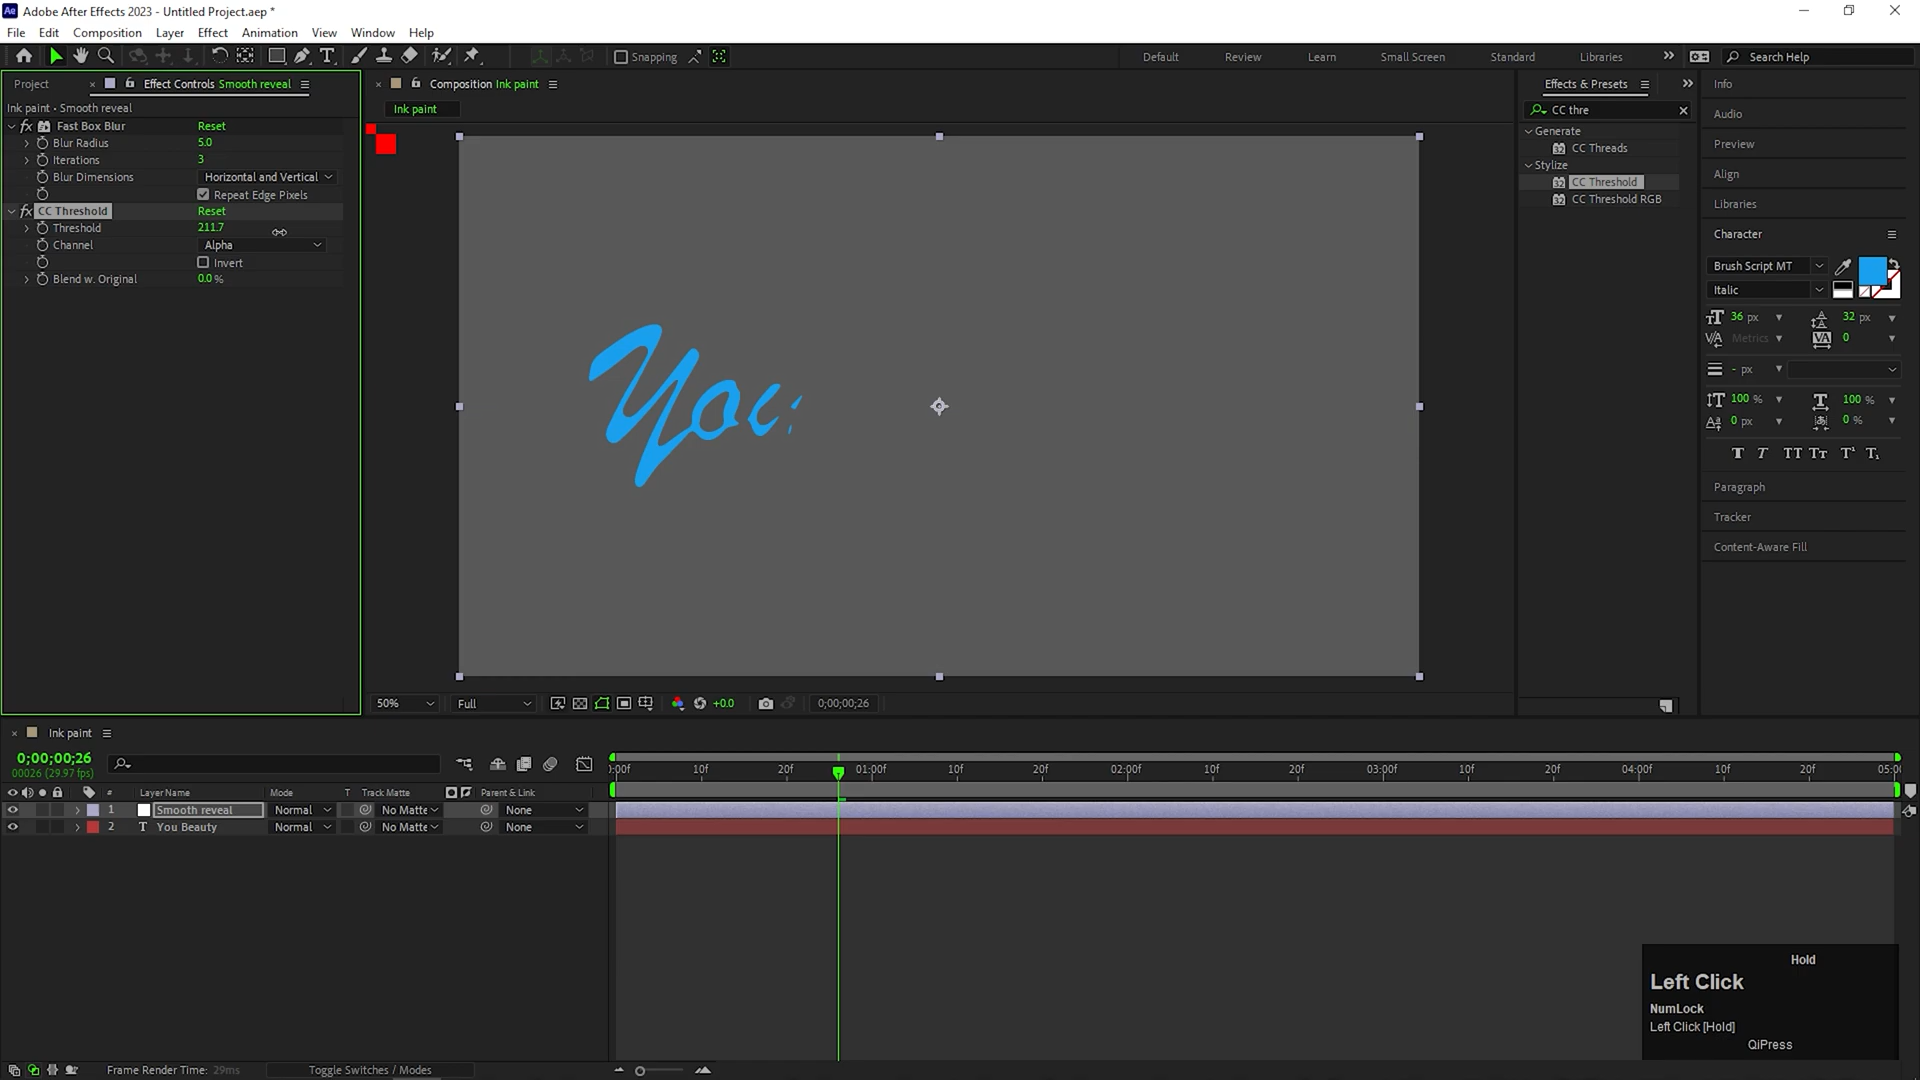 Adobe After Effects 2023 - Untitled Project.aep *
File Edit Composition Layer Effect Animation View Window Help
Snapping Default Review Learn Small Screen Standard Libraries Search Help
Project Effect Controls Smooth reveal
Ink paint • Smooth reveal
fx Fast Box Blur Reset
Blur Radius 5.0
Iterations 3
Blur Dimensions Horizontal and Vertical
Repeat Edge Pixels
fx CC Threshold Reset
Threshold 211.7
Channel Alpha
Invert
Blend w. Original 0.0 %
Composition Ink paint
Ink paint
You
50% Full +0.0 0;00;00;26
Effects & Presets
CC thre
Generate
CC Threads
Stylize
CC Threshold
CC Threshold RGB
Info
Audio
Preview
Align
Libraries
Character
Brush Script MT
Italic
36 px 32 px
Metrics 0
- px
100 % 100 %
0 px 0 %
T T TT Tt T¹ T₁
Paragraph
Tracker
Content-Aware Fill
Ink paint
0;00;00;26
00026 (29.97 fps)
# Layer Name Mode T Track Matte Parent & Link
1 Smooth reveal Normal No Matte None
2 T You Beauty Normal No Matte None
):00f 10f 20f 01:00f 10f 20f 02:00f 10f 20f 03:00f 10f 20f 04:00f 10f 20f 05:0
Frame Render Time: 29ms Toggle Switches / Modes
Hold
Left Click
NumLock
Left Click [Hold]
QiPress